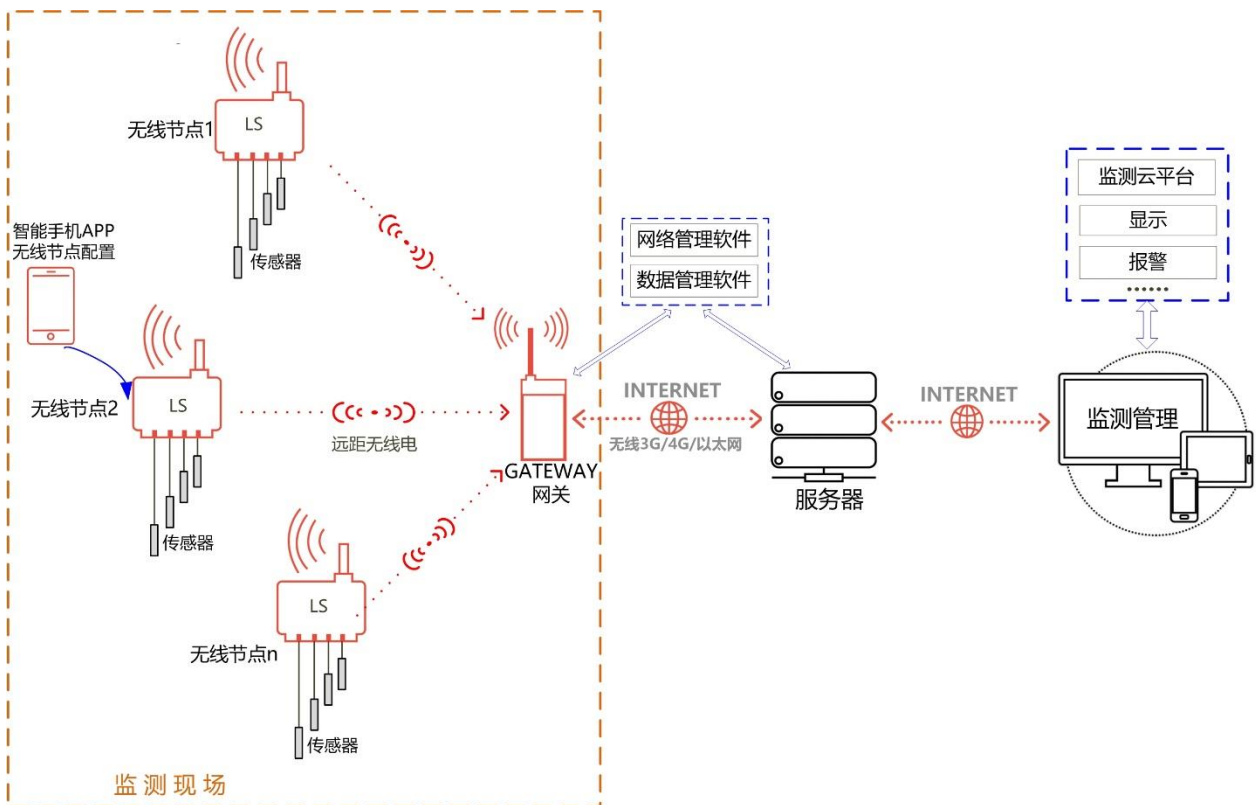 LS
无线节点1
传感器
智能手机APP
无线节点配置
LS
无线节点2
传感器
远距无线电
LS
无线节点n
传感器
监测现场
GATEWAY
网关
网络管理软件
数据管理软件
INTERNET
无线3G/4G/以太网
服务器
INTERNET
监测云平台
显示
报警
......
监测管理